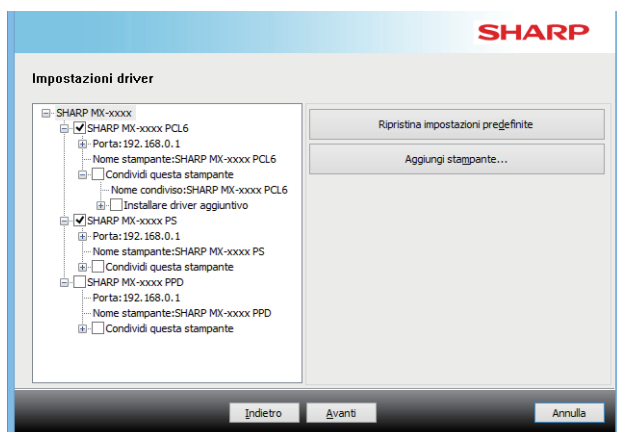 SHARP
Impostazioni driver
SHARP MX-xxxx
SHARP MX-xxxx PCL6
Porta:192.168.0.1
Nome stampante:SHARP MX-xxxx PCL6
Condividi questa stampante
Nome condiviso:SHARP MX-xxxx PCL6
Installare driver aggiuntivo
SHARP MX-xxxx PS
Porta:192.168.0.1
Nome stampante:SHARP MX-xxxx PS
Condividi questa stampante
SHARP MX-xxxx PPD
Porta:192.168.0.1
Nome stampante:SHARP MX-xxxx PPD
Condividi questa stampante
Ripristina impostazioni predefinite
Aggiungi stampante...
Indietro
Avanti
Annulla